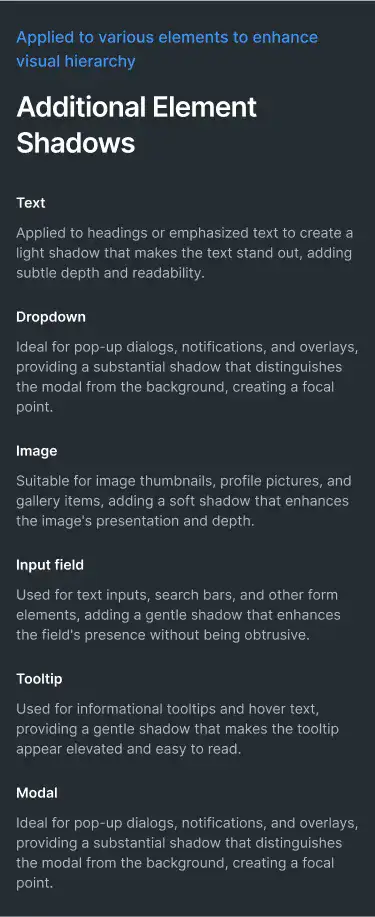 Applied to various elements to enhance
visual hierarchy
Additional Element
Shadows
Text
Applied to headings or emphasized text to create a
light shadow that makes the text stand out, adding
subtle depth and readability.
Dropdown
Ideal for pop-up dialogs, notifications, and overlays,
providing a substantial shadow that distinguishes
the modal from the background, creating a focal
point.
Image
Suitable for image thumbnails, profile pictures, and
gallery items, adding a soft shadow that enhances
the image's presentation and depth.
Input field
Used for text inputs, search bars, and other form
elements, adding a gentle shadow that enhances
the field's presence without being obtrusive.
Tooltip
Used for informational tooltips and hover text,
providing a gentle shadow that makes the tooltip
appear elevated and easy to read.
Modal
Ideal for pop-up dialogs, notifications, and overlays,
providing a substantial shadow that distinguishes
the modal from the background, creating a focal
point.